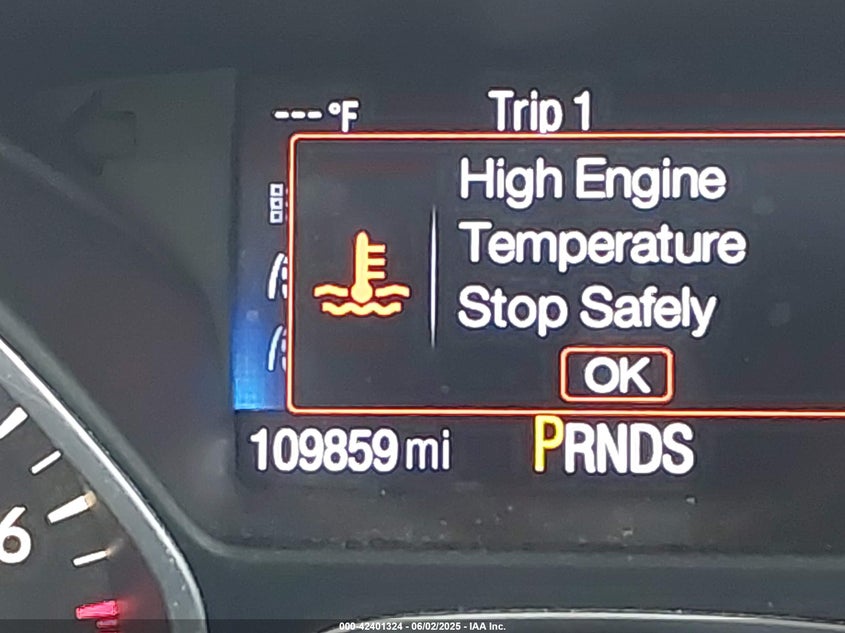 ---°F
Trip 1
High Engine
Temperature
Stop Safely
OK
109859 mi
PRNDS
6
000-42401324 - 06/02/2025 - IAA Inc.